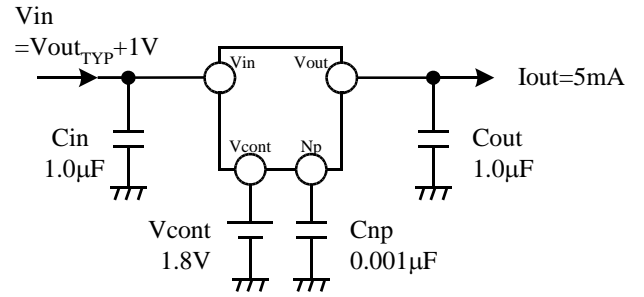 Vin
=VoutTYP+1V
Vin
Vout
Iout=5mA
Cin
1.0μF
Vcont
Np
Cout
1.0μF
Vcont
1.8V
Cnp
0.001μF